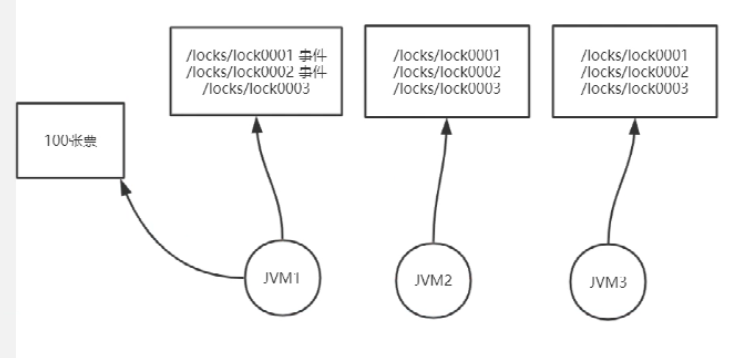 /locks/lock0001 事件
/locks/lock0002 事件
/locks/lock0003
/locks/lock0001
/locks/lock0002
/locks/lock0003
/locks/lock0001
/locks/lock0002
/locks/lock0003
100张票
JVM1
JVM2
JVM3